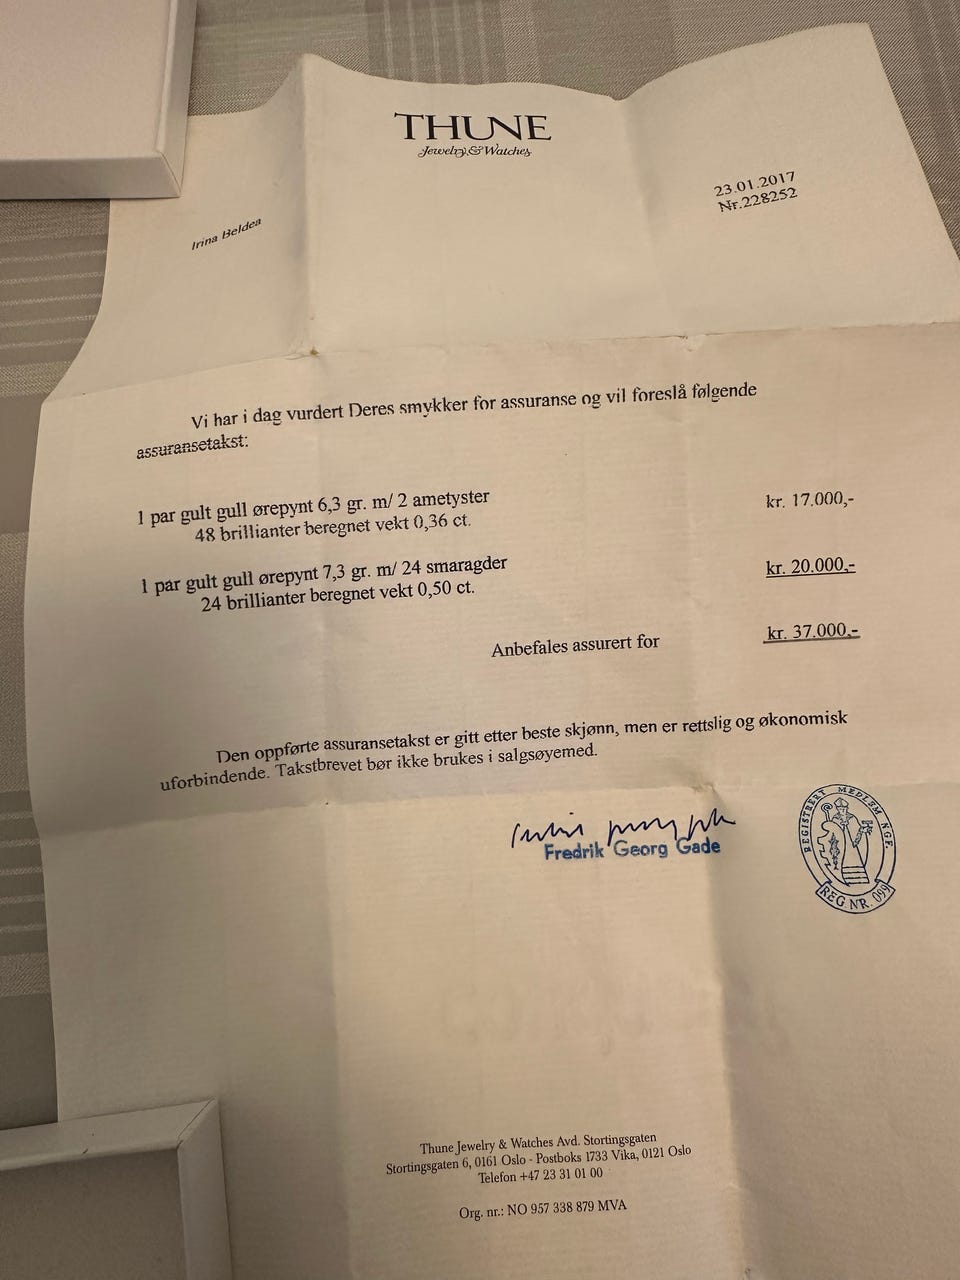 THUNE
Jewelry & Watches
23.01.2017
Nr.228252
Irina Beldea
Vi har i dag vurdert Deres smykker for assuranse og vil foreslå følgende
assuransetakst:
1 par gult gull ørepynt 6,3 gr. m/ 2 ametyster kr. 17.000,-
48 brillianter beregnet vekt 0,36 ct.
1 par gult gull ørepynt 7,3 gr. m/ 24 smaragder kr. 20.000,-
24 brillianter beregnet vekt 0,50 ct.
Anbefales assurert for kr. 37.000,-
Den oppførte assuransetakst er gitt etter beste skjønn, men er rettslig og økonomisk
uforbindende. Takstbrevet bør ikke brukes i salgsøyemed.
Fredrik Georg Gade
REGISTRERT MEDLEM NGF.
REG NR. 099
Thune Jewelry & Watches Avd. Stortingsgaten
Stortingsgaten 6, 0161 Oslo - Postboks 1733 Vika, 0121 Oslo
Telefon +47 23 31 01 00
Org. nr.: NO 957 338 879 MVA